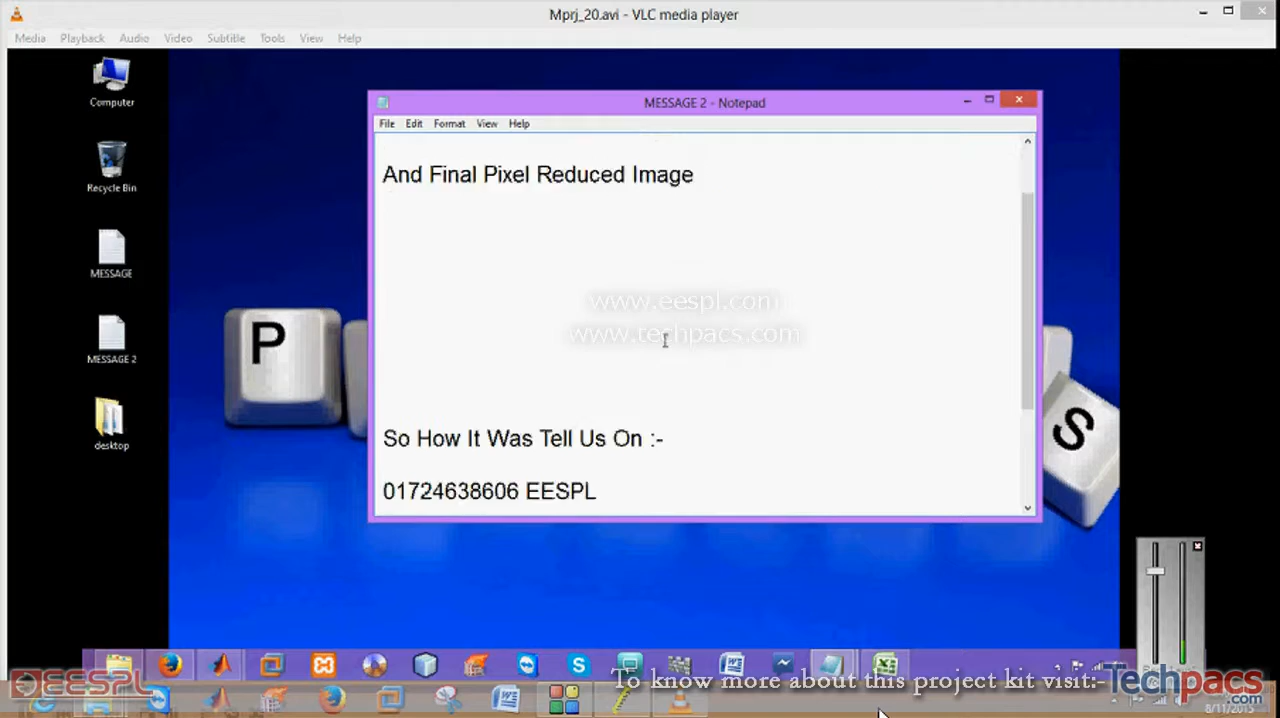 Mprj_20.avi - VLC media player
Media Playback Audio Video Subtitle Tools View Help
Computer
Recycle Bin
MESSAGE
MESSAGE 2
desktop
P
S
MESSAGE 2 - Notepad
File Edit Format View Help
And Final Pixel Reduced Image
www.eespl.com
www.techpacs.com
So How It Was Tell Us On :-
01724638606 EESPL
EESPL
To know more about this project kit visit:-
Techpacs
.com
8/11/2015